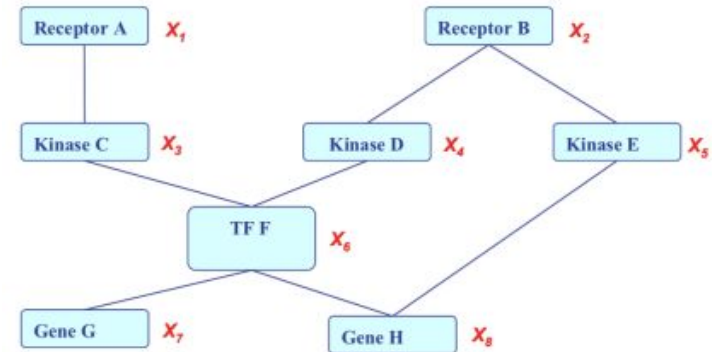 Receptor A X₁
Receptor B X₂
Kinase C X₃
Kinase D X₄
Kinase E X₅
TF F X₆
Gene G X₇
Gene H X₈